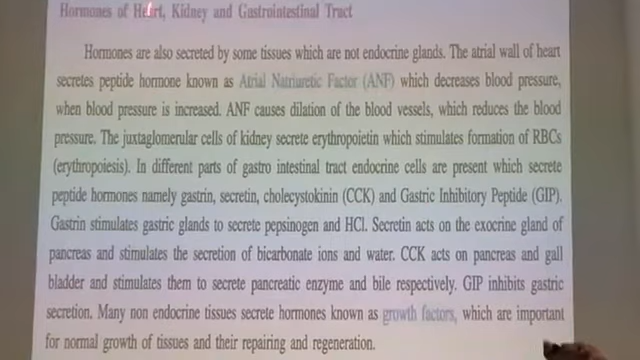 Hormones of Heart, Kidney and Gastrointestinal Tract
Hormones are also secreted by some tissues which are not endocrine glands. The atrial wall of heart
secretes peptide hormone known as Atrial Natriuretic Factor (ANF) which decreases blood pressure,
when blood pressure is increased. ANF causes dilation of the blood vessels, which reduces the blood
pressure. The juxtaglomerular cells of kidney secrete erythropoietin which stimulates formation of RBCs
(erythropoiesis). In different parts of gastro intestinal tract endocrine cells are present which secrete
peptide hormones namely gastrin, secretin, cholecystokinin (CCK) and Gastric Inhibitory Peptide (GIP).
Gastrin stimulates gastric glands to secrete pepsinogen and HCl. Secretin acts on the exocrine gland of
pancreas and stimulates the secretion of bicarbonate ions and water. CCK acts on pancreas and gall
bladder and stimulates them to secrete pancreatic enzyme and bile respectively. GIP inhibits gastric
secretion. Many non endocrine tissues secrete hormones known as growth factors, which are important
for normal growth of tissues and their repairing and regeneration.